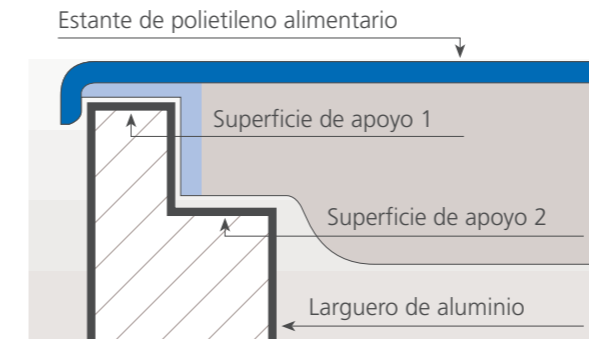 Estante de polietileno alimentario
Superficie de apoyo 1
Superficie de apoyo 2
Larguero de aluminio